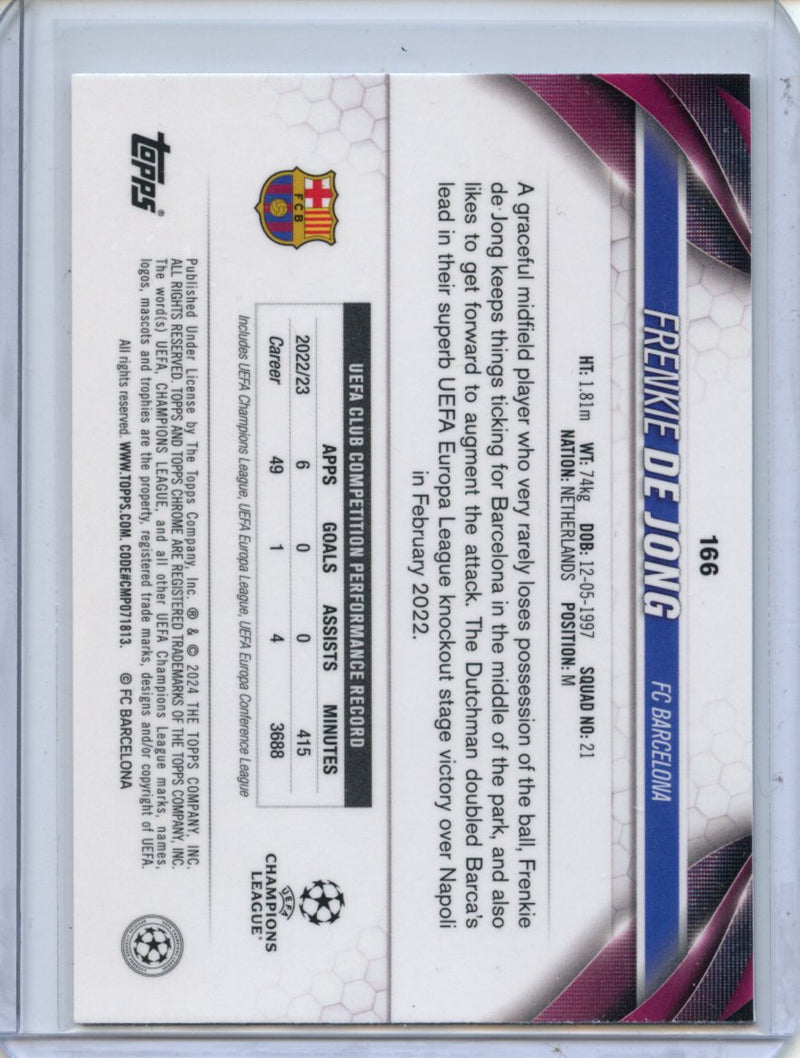 166
FRENKIE DE JONG FC BARCELONA
HT: 1.81m WT: 74kg DOB: 12-05-1997 SQUAD NO: 21
NATION: NETHERLANDS POSITION: M
A graceful midfield player who very rarely loses possession of the ball, Frenkie
de Jong keeps things ticking for Barcelona in the middle of the park, and also
likes to get forward to augment the attack. The Dutchman doubled Barca's
lead in their superb UEFA Europa League knockout stage victory over Napoli
in February 2022.
FCB
UEFA CLUB COMPETITION PERFORMANCE RECORD
APPS GOALS ASSISTS MINUTES
2022/23 6 0 0 415
Career 49 1 4 3688
Includes UEFA Champions League, UEFA Europa League, UEFA Europa Conference League
UEFA
CHAMPIONS
LEAGUE®
Topps®
Published Under License by The Topps Company, Inc. ® & © 2024 THE TOPPS COMPANY, INC.
ALL RIGHTS RESERVED. TOPPS AND TOPPS CHROME ARE REGISTERED TRADEMARKS OF THE TOPPS COMPANY, INC.
The word(s) UEFA, CHAMPIONS LEAGUE, and all other UEFA Champions League marks, names,
logos, mascots and trophies are the property, registered trade marks, designs and/or copyright of UEFA.
All rights reserved. WWW.TOPPS.COM. CODE#CMP071813. © FC BARCELONA